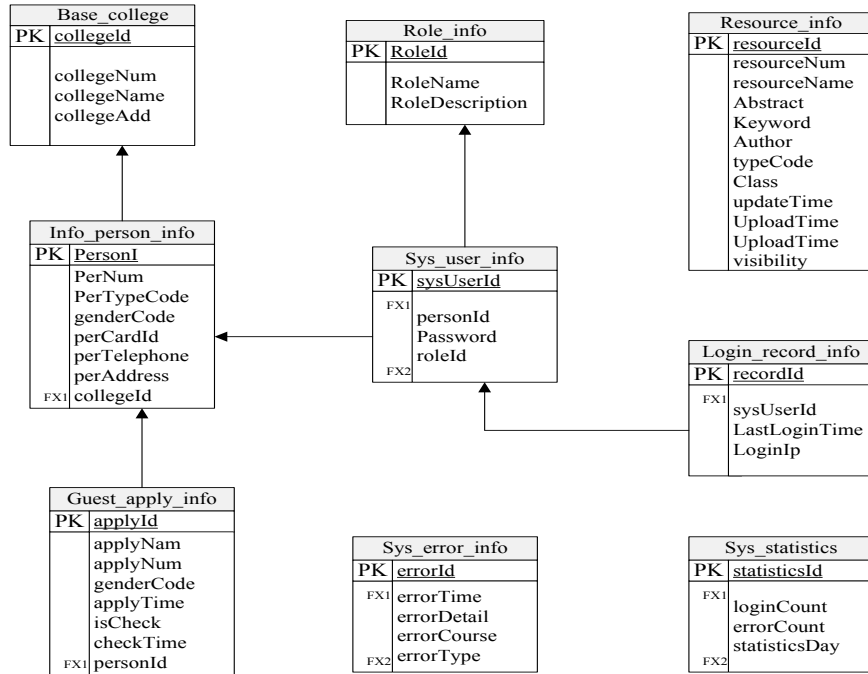 Base_college
PK collegeId
collegeNum
collegeName
collegeAdd
Role_info
PK RoleId
RoleName
RoleDescription
Resource_info
PK resourceId
resourceNum
resourceName
Abstract
Keyword
Author
typeCode
Class
updateTime
UploadTime
UploadTime
visibility
Info_person_info
PK PersonI
PerNum
PerTypeCode
genderCode
perCardId
perTelephone
perAddress
FX1 collegeId
Sys_user_info
PK sysUserId
FX1
personId
Password
roleId
FX2
Login_record_info
PK recordId
FX1
sysUserId
LastLoginTime
LoginIp
Guest_apply_info
PK applyId
applyNam
applyNum
genderCode
applyTime
isCheck
checkTime
FX1 personId
Sys_error_info
PK errorId
FX1 errorTime
errorDetail
errorCourse
FX2 errorType
Sys_statistics
PK statisticsId
FX1
loginCount
errorCount
statisticsDay
FX2